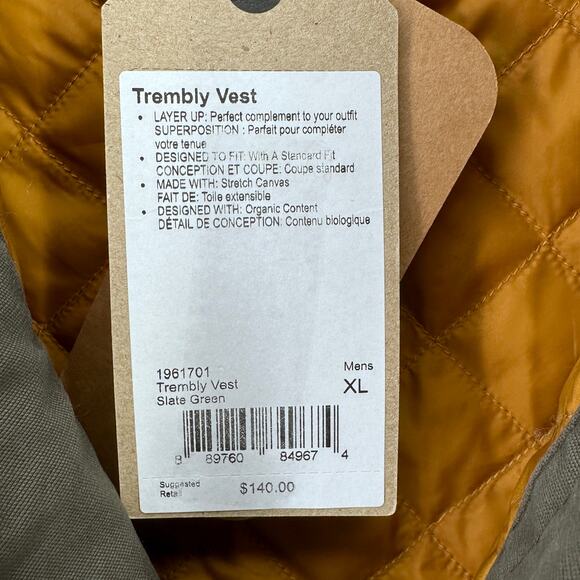 Trembly Vest
• LAYER UP: Perfect complement to your outfit
SUPERPOSITION : Parfait pour compléter
votre tenue
• DESIGNED TO FIT: With A Standard Fit
CONCEPTION ET COUPE: Coupe standard
• MADE WITH: Stretch Canvas
FAIT DE: Toile extensible
• DESIGNED WITH: Organic Content
DÉTAIL DE CONCEPTION: Contenu biologique
1961701
Trembly Vest
Slate Green
Mens
XL
8 89760 84967 4
Suggested
Retail
$140.00